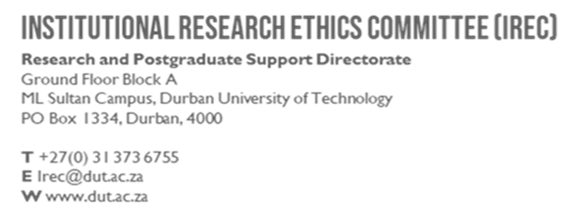 INSTITUTIONAL RESEARCH ETHICS COMMITTEE (IREC)
Research and Postgraduate Support Directorate
Ground Floor Block A
ML Sultan Campus, Durban University of Technology
PO Box 1334, Durban, 4000
T +27(0) 31 373 6755
E Irec@dut.ac.za
W www.dut.ac.za